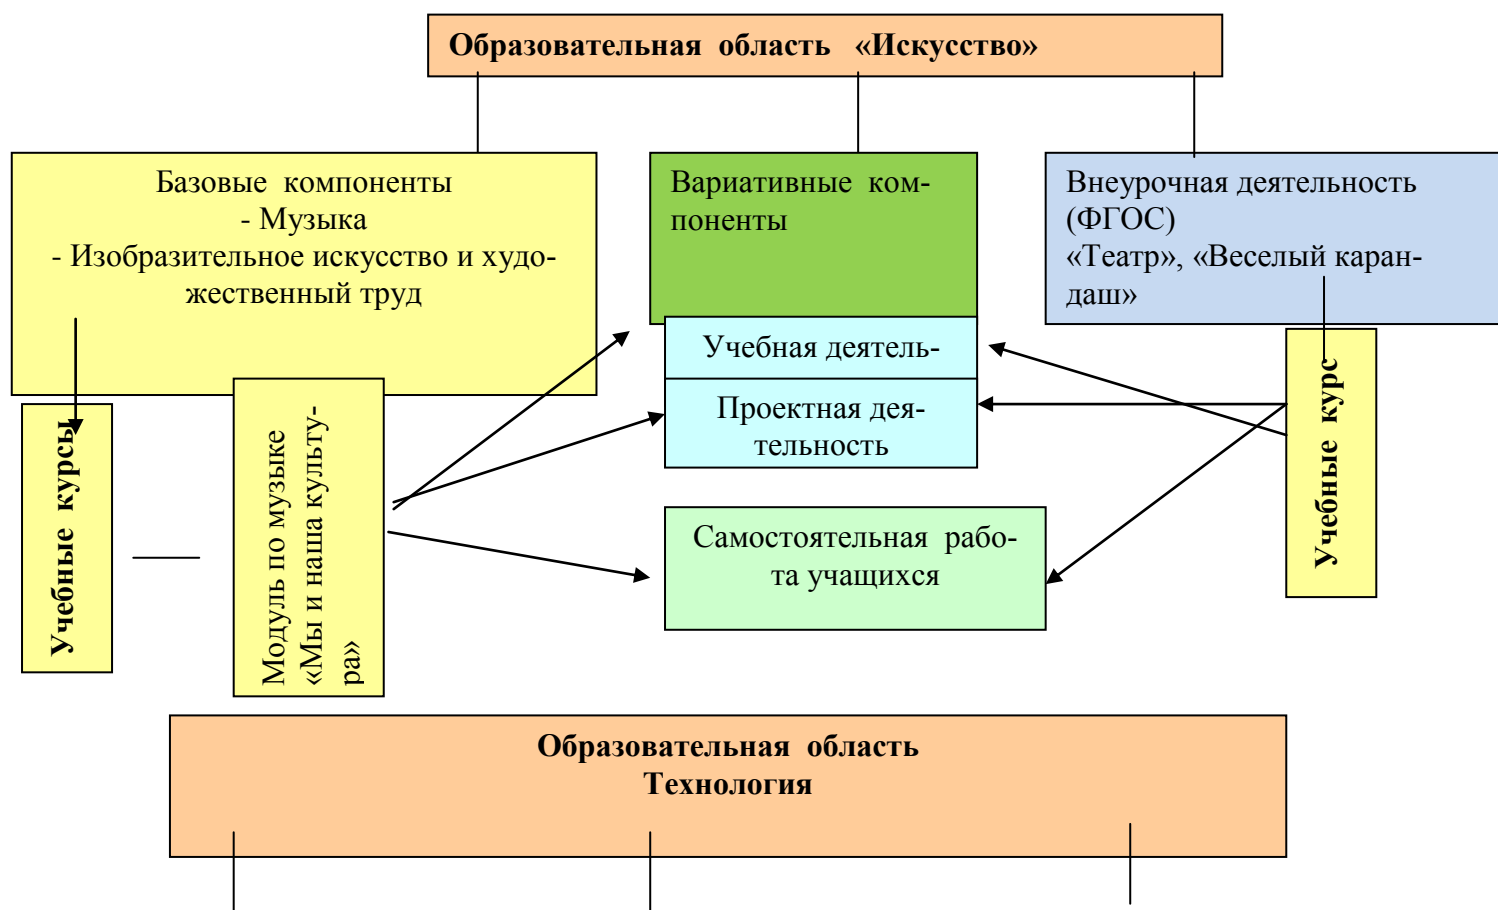 Образовательная область «Искусство»
Базовые компоненты
- Музыка
- Изобразительное искусство и худо-
жественный труд
Вариативные ком-
поненты
Внеурочная деятельность
(ФГОС)
«Театр», «Веселый каран-
даш»
Учебная деятель-
Проектная дея-
тельность
Самостоятельная рабо-
та учащихся
Учебные курсы
Модуль по музыке
«Мы и наша культу-
ра»
Учебные курс
Образовательная область
Технология